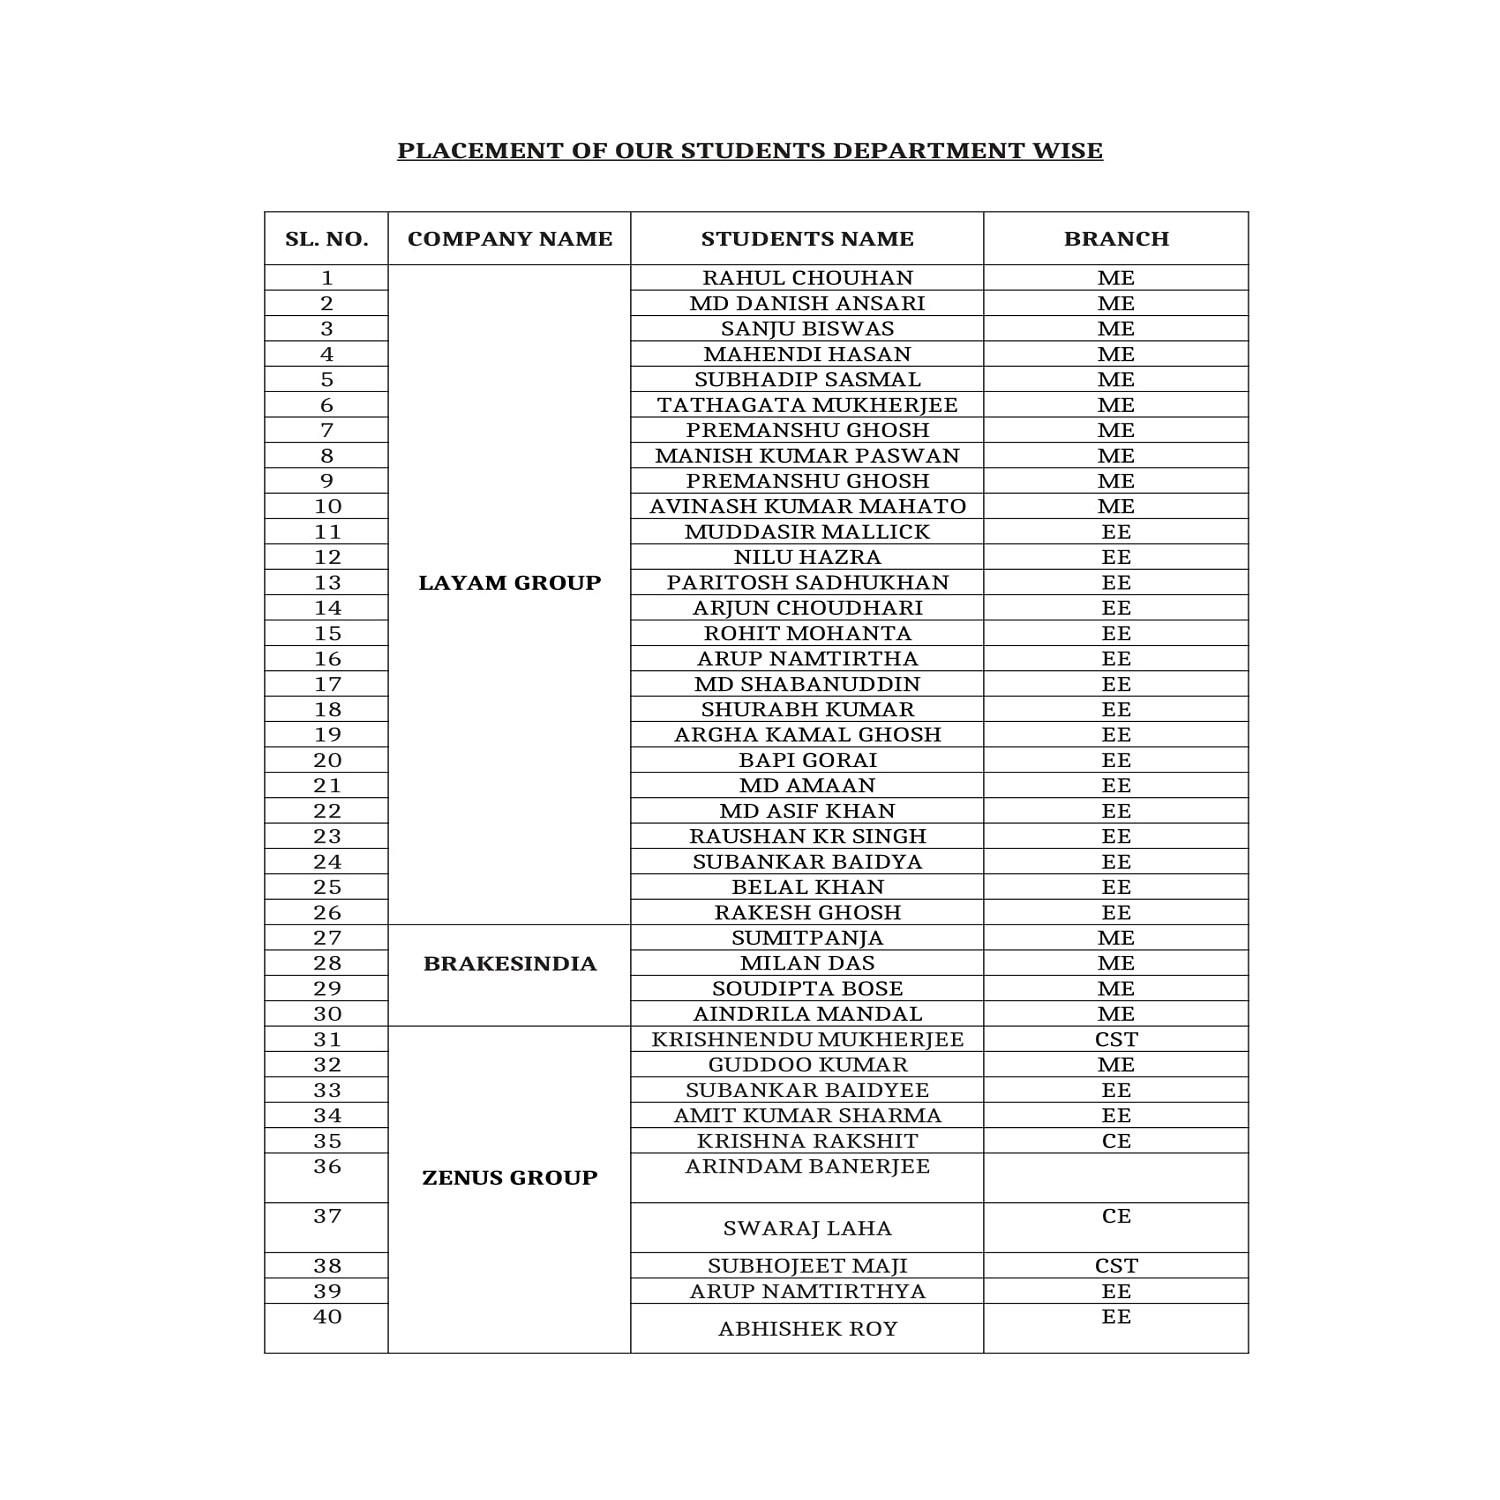 PLACEMENT OF OUR STUDENTS DEPARTMENT WISE
SL. NO. COMPANY NAME STUDENTS NAME BRANCH
1 RAHUL CHOUHAN ME
2 MD DANISH ANSARI ME
3 SANJU BISWAS ME
4 MAHENDI HASAN ME
5 SUBHADIP SASMAL ME
6 TATHAGATA MUKHERJEE ME
7 PREMANSHU GHOSH ME
8 MANISH KUMAR PASWAN ME
9 PREMANSHU GHOSH ME
10 AVINASH KUMAR MAHATO ME
11 MUDDASIR MALLICK EE
12 NILU HAZRA EE
13 LAYAM GROUP PARITOSH SADHUKHAN EE
14 ARJUN CHOUDHARI EE
15 ROHIT MOHANTA EE
16 ARUP NAMTIRTHA EE
17 MD SHABANUDDIN EE
18 SHURABH KUMAR EE
19 ARGHA KAMAL GHOSH EE
20 BAPI GORAI EE
21 MD AMAAN EE
22 MD ASIF KHAN EE
23 RAUSHAN KR SINGH EE
24 SUBANKAR BAIDYA EE
25 BELAL KHAN EE
26 RAKESH GHOSH EE
27 SUMITPANJA ME
28 BRAKESINDIA MILAN DAS ME
29 SOUDIPTA BOSE ME
30 AINDRILA MANDAL ME
31 KRISHNENDU MUKHERJEE CST
32 GUDDOO KUMAR ME
33 SUBANKAR BAIDYEE EE
34 AMIT KUMAR SHARMA EE
35 KRISHNA RAKSHIT CE
36 ARINDAM BANERJEE
ZENUS GROUP
37 SWARAJ LAHA CE
38 SUBHOJEET MAJI CST
39 ARUP NAMTIRTHYA EE
40 ABHISHEK ROY EE